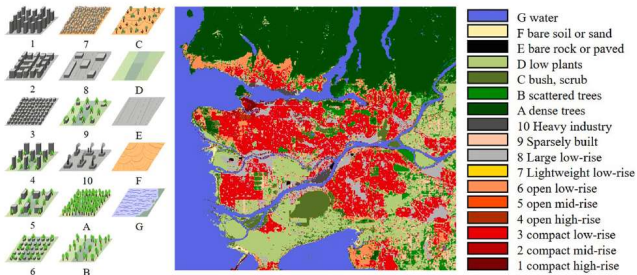 1
7
C
2
8
D
3
9
E
4
10
F
5
A
G
6
B
G water
F bare soil or sand
E bare rock or paved
D low plants
C bush, scrub
B scattered trees
A dense trees
10 Heavy industry
9 Sparsely built
8 Large low-rise
7 Lightweight low-rise
6 open low-rise
5 open mid-rise
4 open high-rise
3 compact low-rise
2 compact mid-rise
1 compact high-rise